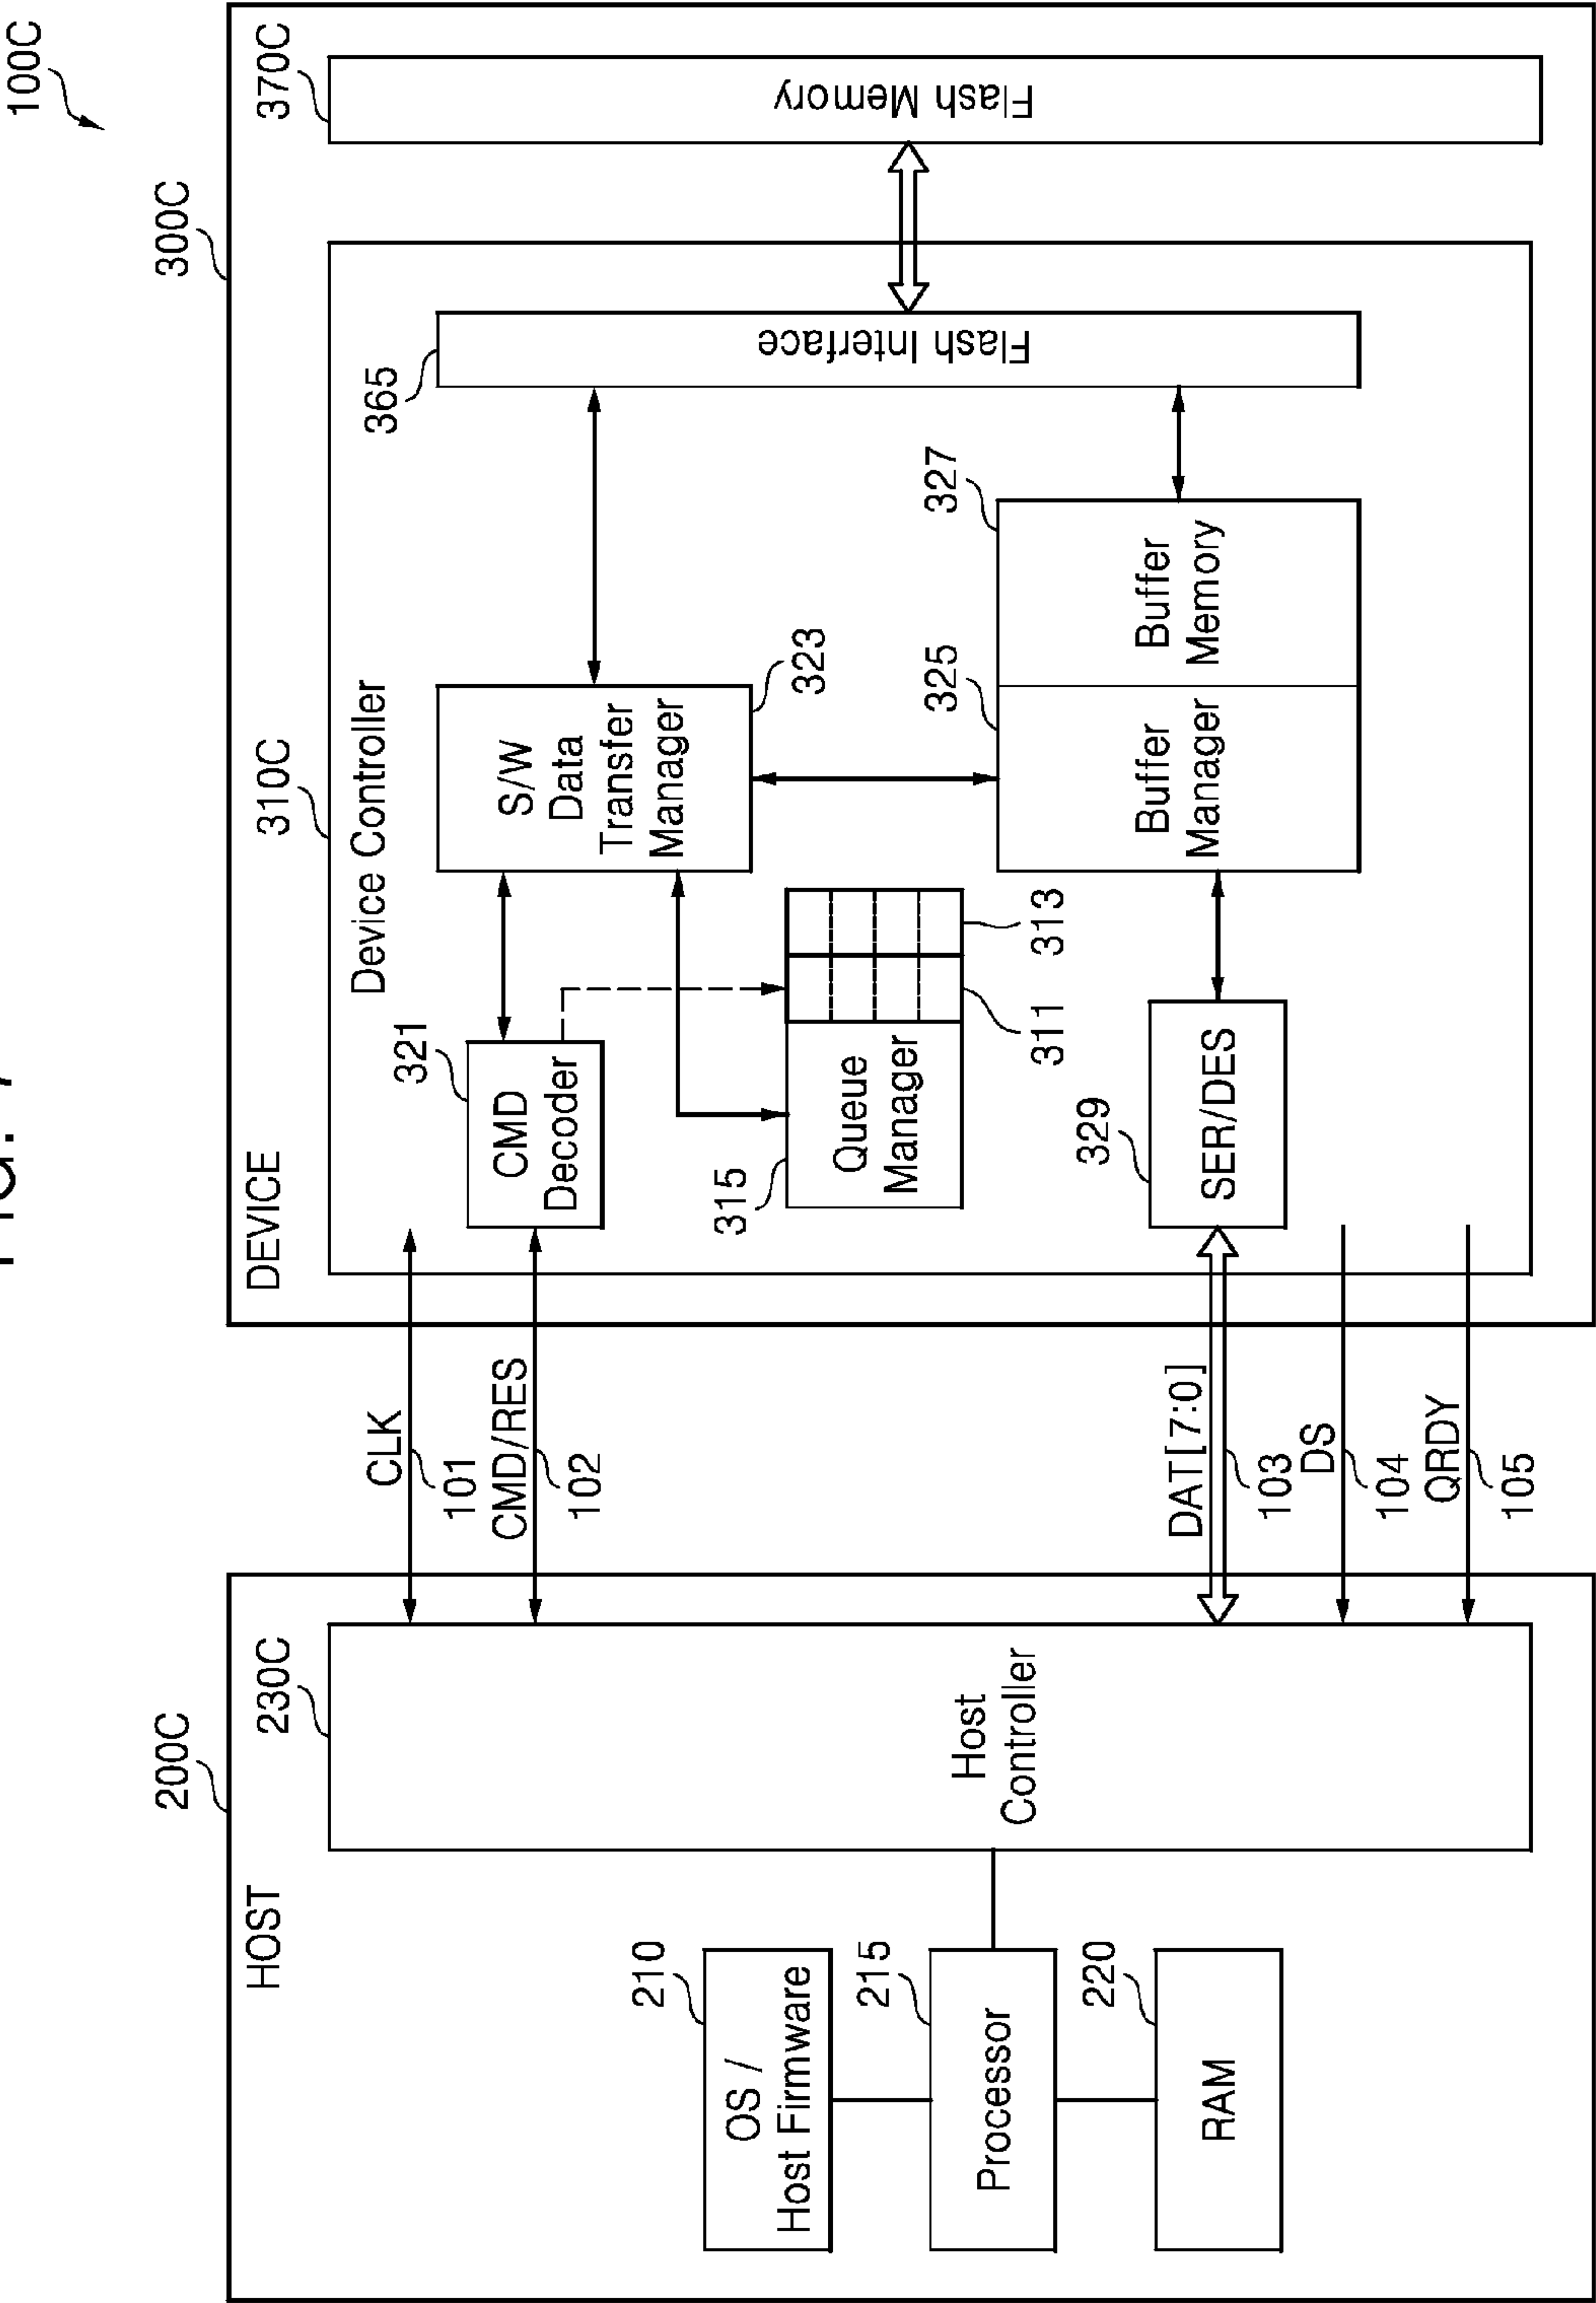 100C
200C
HOST
210
OS /
Host Firmware
215
Processor
220
RAM
230C
Host
Controller
CLK
101
CMD/RES
102
DAT[7:0]
103
DS
104
QRDY
105
300C
DEVICE
310C
Device Controller
321
CMD
Decoder
315
Queue
Manager
311
313
329
SER/DES
S/W
Data
Transfer
Manager
323
325
Buffer
Manager
327
Buffer
Memory
365
Flash Interface
370C
Flash Memory